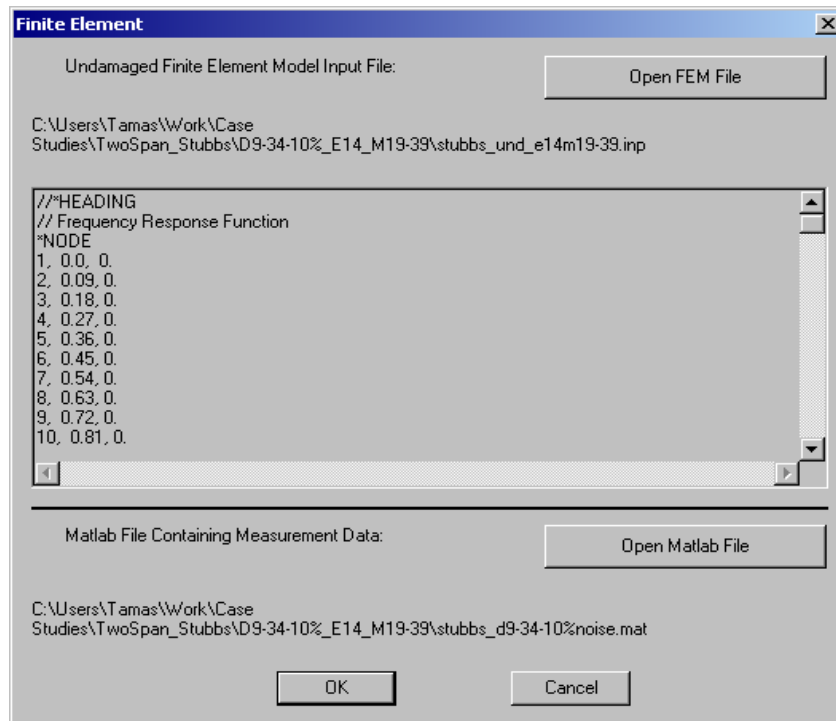 Finite Element
Undamaged Finite Element Model Input File:
Open FEM File
C:\Users\Tamas\Work\Case
Studies\TwoSpan_Stubbs\D9-34-10%_E14_M19-39\stubbs_und_e14m19-39.inp
//*HEADING
// Frequency Response Function
*NODE
1, 0.0, 0.
2, 0.09, 0.
3, 0.18, 0.
4, 0.27, 0.
5, 0.36, 0.
6, 0.45, 0.
7, 0.54, 0.
8, 0.63, 0.
9, 0.72, 0.
10, 0.81, 0.
Matlab File Containing Measurement Data:
Open Matlab File
C:\Users\Tamas\Work\Case
Studies\TwoSpan_Stubbs\D9-34-10%_E14_M19-39\stubbs_d9-34-10%noise.mat
OK
Cancel